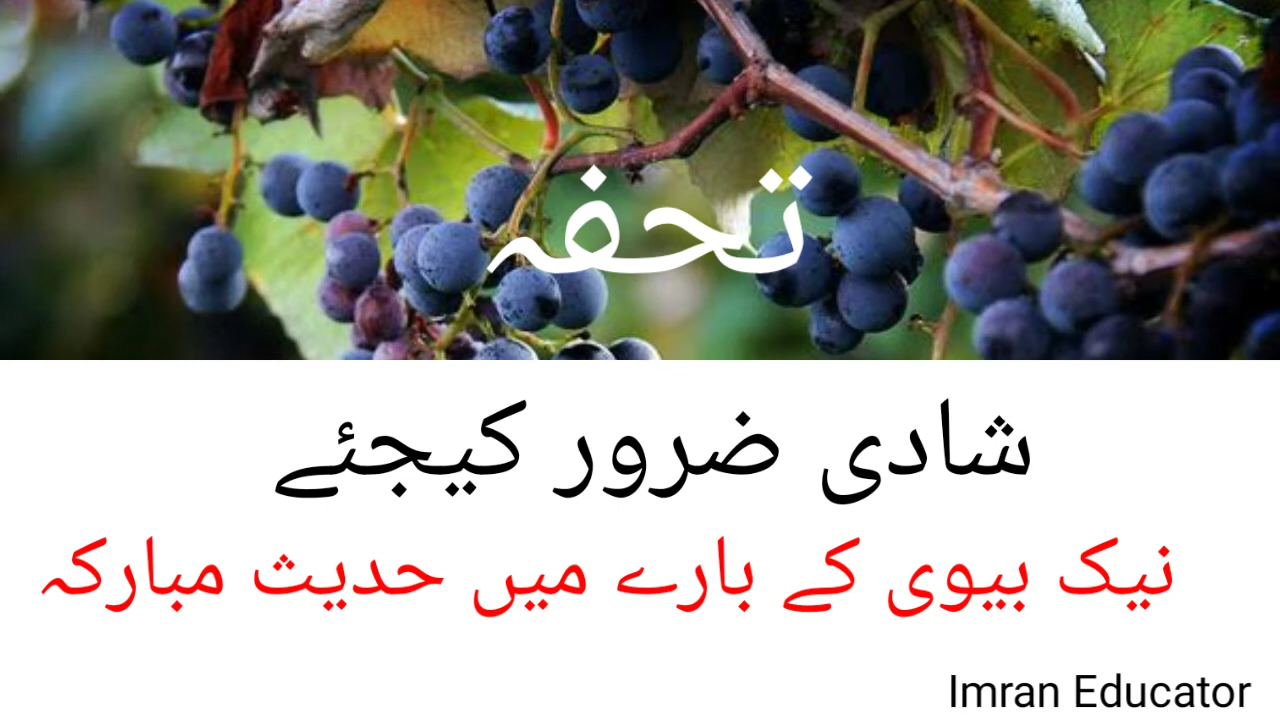 تحفہ
شادی ضرور کیجئے
نیک بیوی کے بارے میں حدیث مبارکہ
Imran Educator